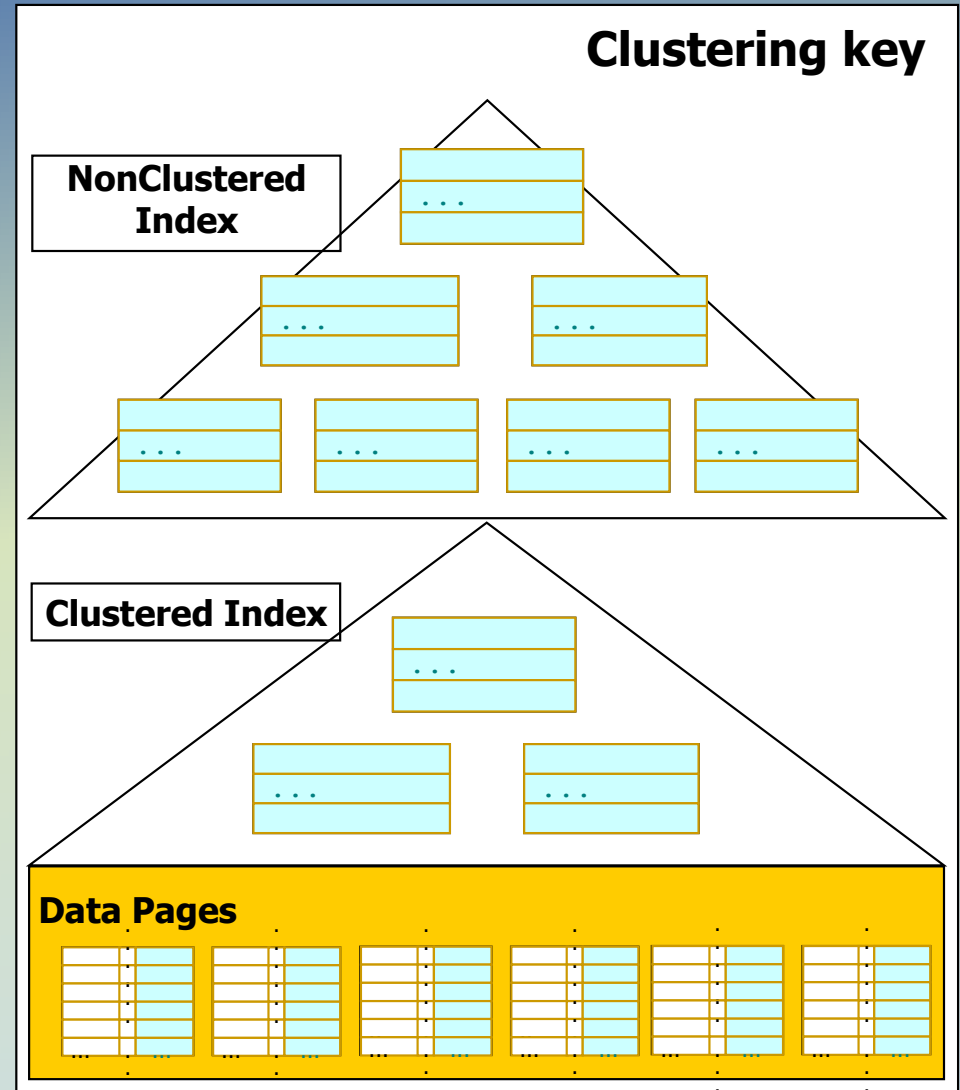 Clustering key
NonClustered
Index
. . .
. . .
. . .
. . .
. . .
. . .
. . .
Clustered Index
. . .
. . .
. . .
Data Pages
... ...
... ...
... ...
... ...
... ...
... ...